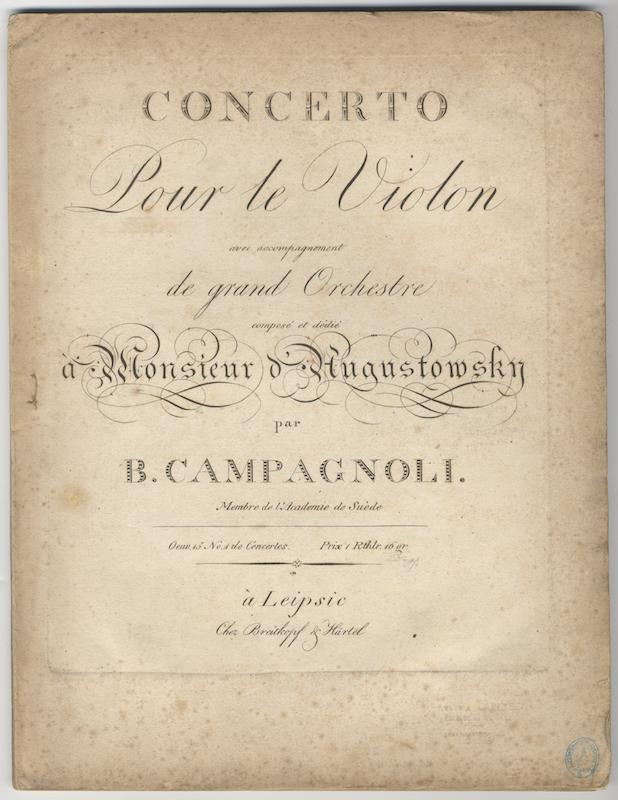 CONCERTO
Pour le Violon
avec accompagnement
de grand Orchestre
composé et dédié
à Monsieur d'Augustowsky
par
B. CAMPAGNOLI.
Membre de l'Academie de Suède
Oeuv. 15 No. 1 de Concertos. Prix 1 Rthlr. 16 gr.
à Leipsic
Chez Breitkopf & Härtel